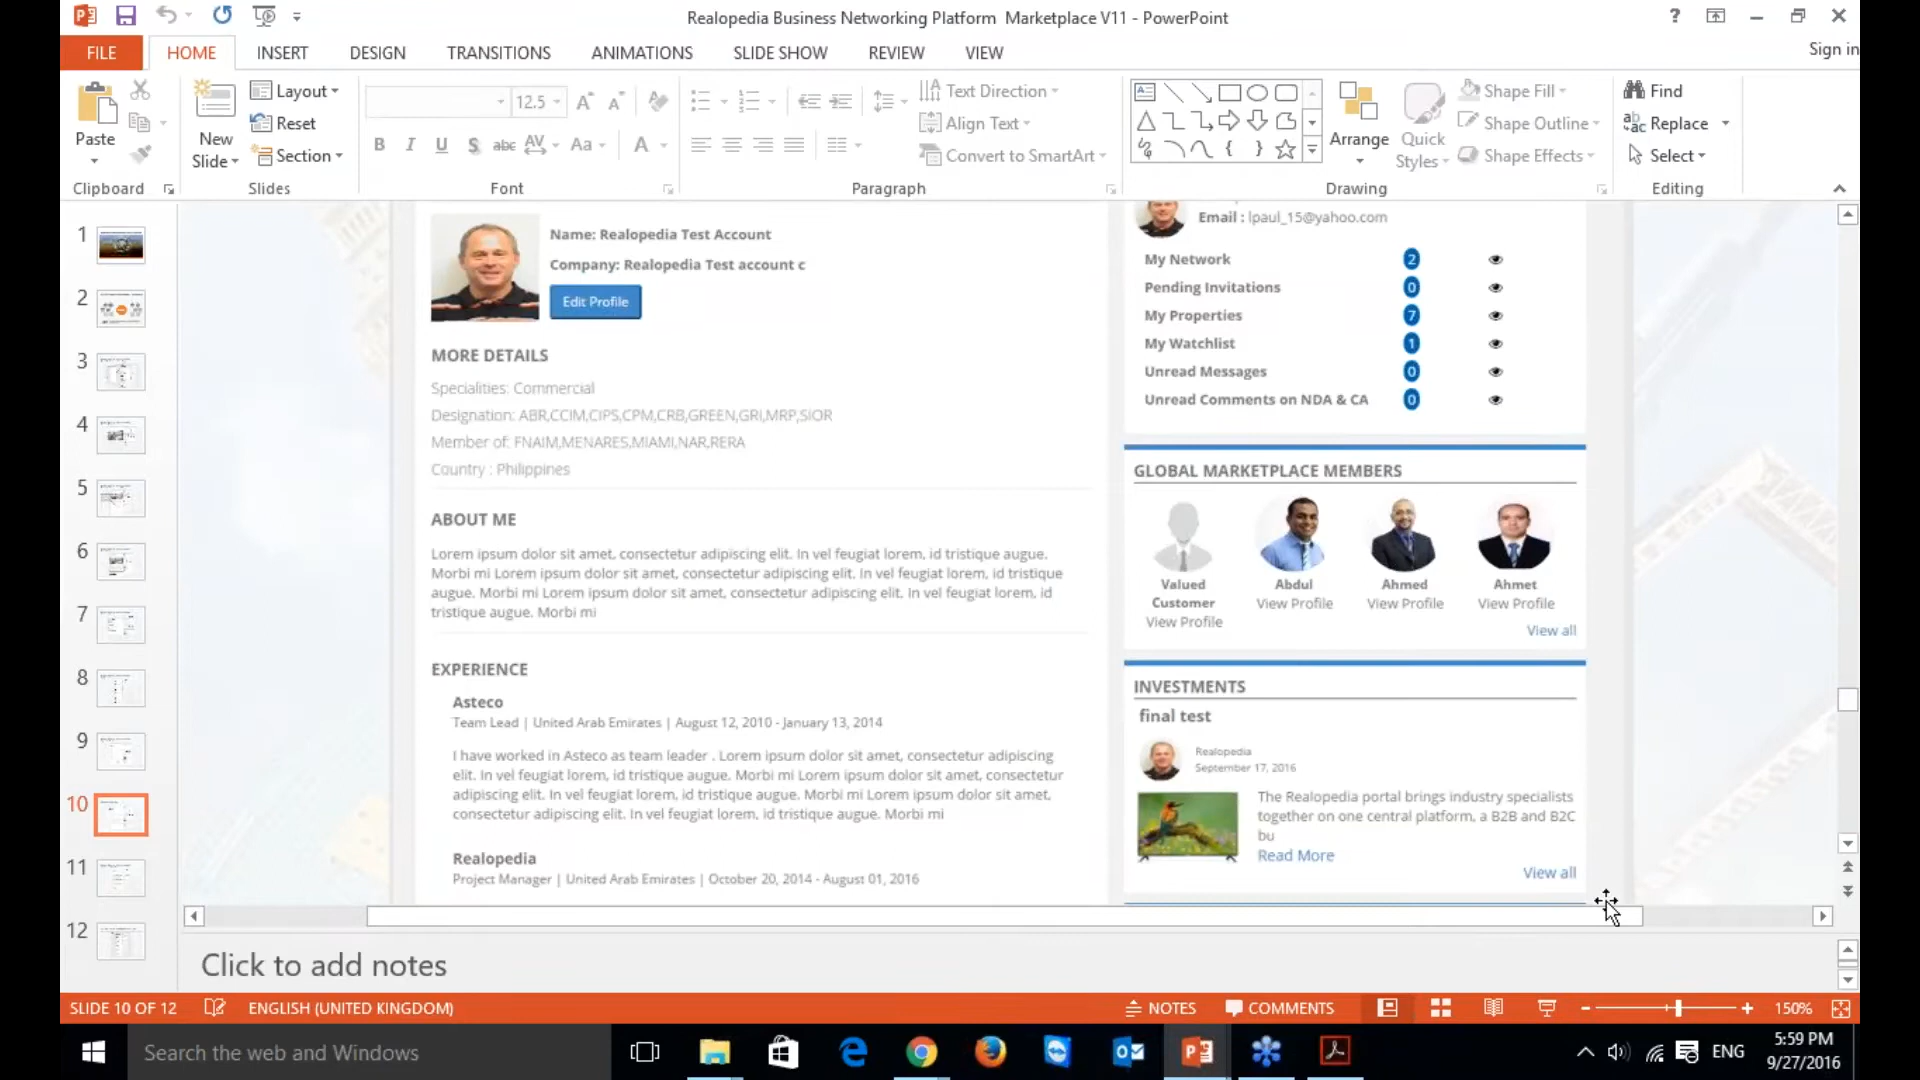 Realopedia Business Networking Platform Marketplace V11 - PowerPoint
?
FILE
HOME
INSERT
DESIGN
TRANSITIONS
ANIMATIONS
SLIDE SHOW
REVIEW
VIEW
Sign in
Paste
Clipboard
New
Slide
Layout
Reset
Section
Slides
12.5
B I U S abc AV Aa A
Font
Text Direction
Align Text
Convert to SmartArt
Paragraph
Arrange
Quick
Styles
Shape Fill
Shape Outline
Shape Effects
Drawing
Find
Replace
Select
Editing
1
2
3
4
5
6
7
8
9
10
11
12
Name: Realopedia Test Account
Company: Realopedia Test account c
Edit Profile
MORE DETAILS
Specialities: Commercial
Designation: ABR,CCIM,CIPS,CPM,CRB,GREEN,GRI,MRP,SIOR
Member of: FNAIM,MENARES,MIAMI,NAR,RERA
Country : Philippines
ABOUT ME
Lorem ipsum dolor sit amet, consectetur adipiscing elit. In vel feugiat lorem, id tristique augue.
Morbi mi Lorem ipsum dolor sit amet, consectetur adipiscing elit. In vel feugiat lorem, id tristique
augue. Morbi mi Lorem ipsum dolor sit amet, consectetur adipiscing elit. In vel feugiat lorem, id
tristique augue. Morbi mi
EXPERIENCE
Asteco
Team Lead | United Arab Emirates | August 12, 2010 - January 13, 2014
I have worked in Asteco as team leader . Lorem ipsum dolor sit amet, consectetur adipiscing
elit. In vel feugiat lorem, id tristique augue. Morbi mi Lorem ipsum dolor sit amet, consectetur
adipiscing elit. In vel feugiat lorem, id tristique augue. Morbi mi Lorem ipsum dolor sit amet,
consectetur adipiscing elit. In vel feugiat lorem, id tristique augue. Morbi mi
Realopedia
Project Manager | United Arab Emirates | October 20, 2014 - August 01, 2016
Email : lpaul_15@yahoo.com
My Network 2
Pending Invitations 0
My Properties 7
My Watchlist 1
Unread Messages 0
Unread Comments on NDA & CA 0
GLOBAL MARKETPLACE MEMBERS
Valued
Customer
View Profile
Abdul
View Profile
Ahmed
View Profile
Ahmet
View Profile
View all
INVESTMENTS
final test
Realopedia
September 17, 2016
The Realopedia portal brings industry specialists
together on one central platform, a B2B and B2C
bu
Read More
View all
Click to add notes
SLIDE 10 OF 12
ENGLISH (UNITED KINGDOM)
NOTES
COMMENTS
150%
Search the web and Windows
ENG
5:59 PM
9/27/2016